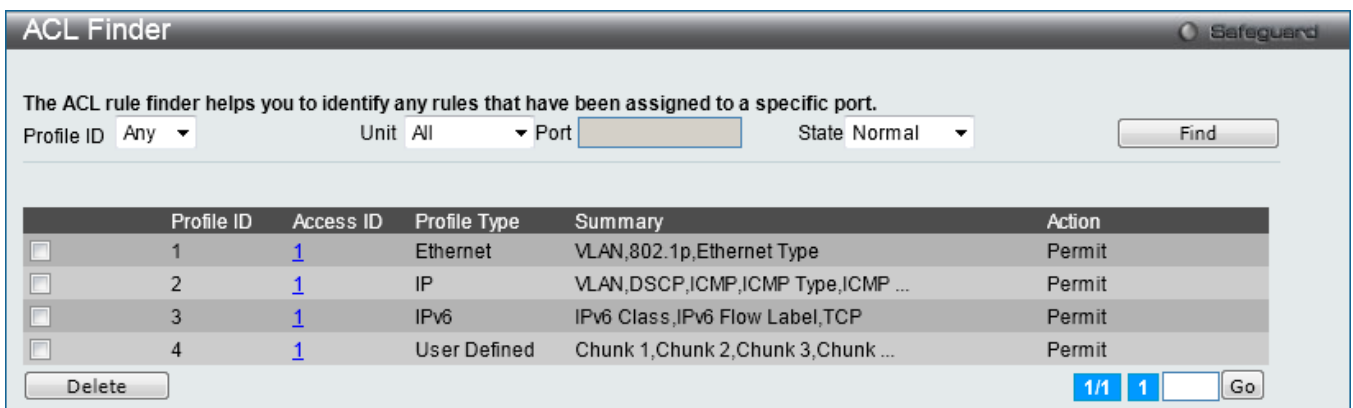 ACL Finder Safeguard
The ACL rule finder helps you to identify any rules that have been assigned to a specific port.
Profile ID Any Unit All Port State Normal Find
Profile ID Access ID Profile Type Summary Action
1 1 Ethernet VLAN,802.1p,Ethernet Type Permit
2 1 IP VLAN,DSCP,ICMP,ICMP Type,ICMP ... Permit
3 1 IPv6 IPv6 Class,IPv6 Flow Label,TCP Permit
4 1 User Defined Chunk 1,Chunk 2,Chunk 3,Chunk ... Permit
Delete 1/1 1 Go